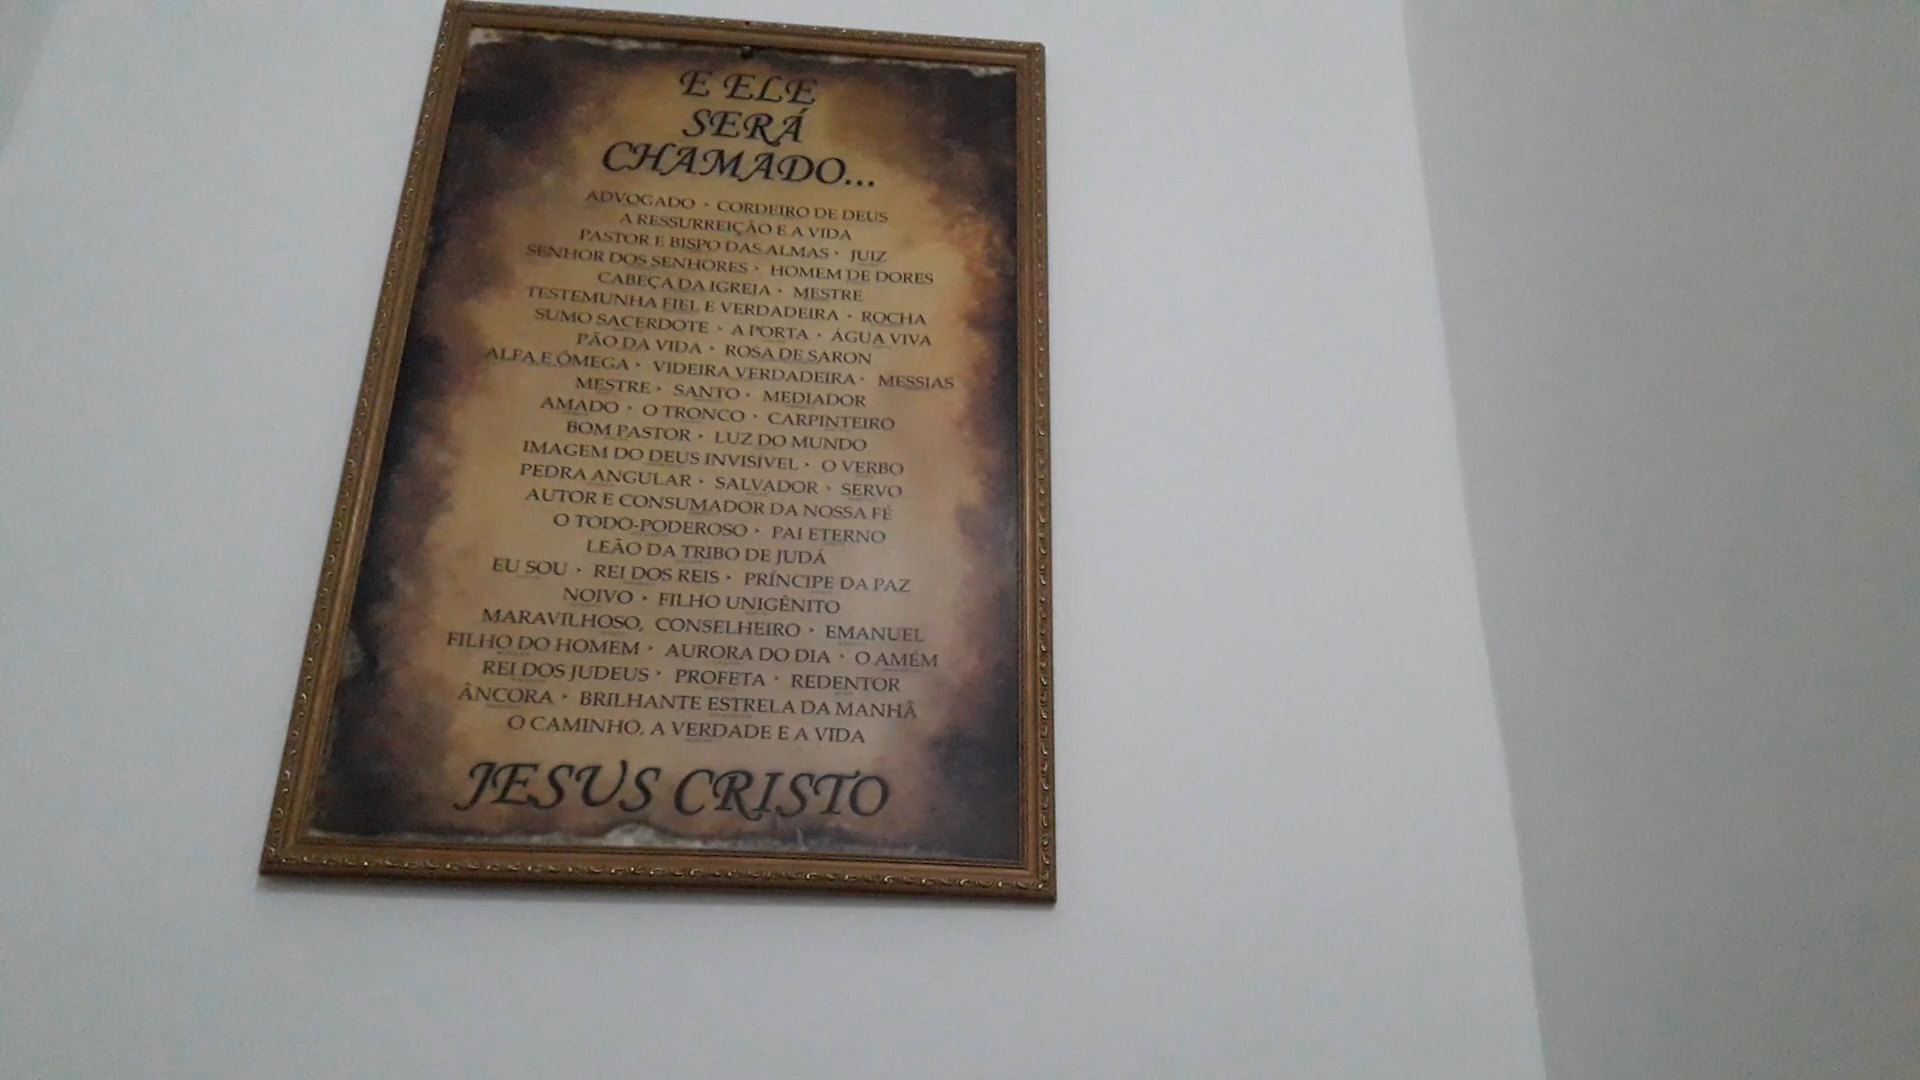 E ELE
SERÁ
CHAMADO...
ADVOGADO • CORDEIRO DE DEUS
A RESSURREIÇÃO E A VIDA
PASTOR E BISPO DAS ALMAS • JUIZ
SENHOR DOS SENHORES • HOMEM DE DORES
CABEÇA DA IGREJA • MESTRE
TESTEMUNHA FIEL E VERDADEIRA • ROCHA
SUMO SACERDOTE • A PORTA • ÁGUA VIVA
PÃO DA VIDA • ROSA DE SARON
ALFA E ÔMEGA • VIDEIRA VERDADEIRA • MESSIAS
MESTRE • SANTO • MEDIADOR
AMADO • O TRONCO • CARPINTEIRO
BOM PASTOR • LUZ DO MUNDO
IMAGEM DO DEUS INVISÍVEL • O VERBO
PEDRA ANGULAR • SALVADOR • SERVO
AUTOR E CONSUMADOR DA NOSSA FÉ
O TODO-PODEROSO • PAI ETERNO
LEÃO DA TRIBO DE JUDÁ
EU SOU • REI DOS REIS • PRÍNCIPE DA PAZ
NOIVO • FILHO UNIGÊNITO
MARAVILHOSO, CONSELHEIRO • EMANUEL
FILHO DO HOMEM • AURORA DO DIA • O AMÉM
REI DOS JUDEUS • PROFETA • REDENTOR
ÂNCORA • BRILHANTE ESTRELA DA MANHÃ
O CAMINHO, A VERDADE E A VIDA
JESUS CRISTO